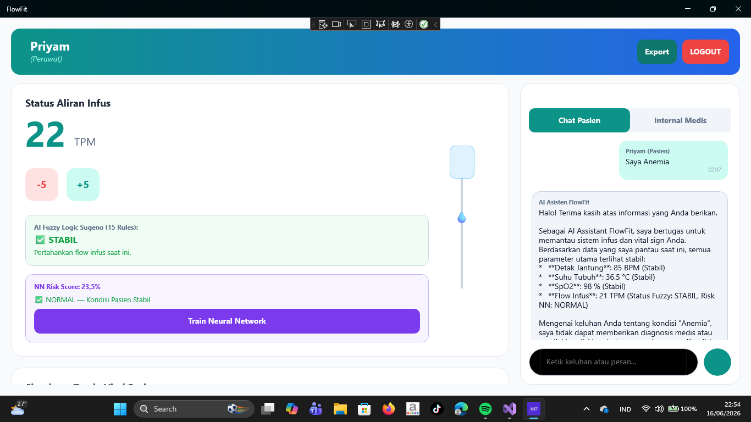 FlowFit
Priyam
(Perawat)
Export
LOGOUT
Status Aliran Infus
22 TPM
-5
+5
AI Fuzzy Logic Sugeno (15 Rules):
✅ STABIL
Pertahankan flow infus saat ini.
NN Risk Score: 23,5%
✅ NORMAL — Kondisi Pasien Stabil
Train Neural Network
Chat Pasien
Internal Medis
Priyam (Pasien)
Saya Anemia
22:07
AI Asisten FlowFit
Halo! Terima kasih atas informasi yang Anda berikan.
Sebagai AI Assistant FlowFit, saya bertugas untuk
memantau sistem infus dan vital sign Anda.
Berdasarkan data yang saya pantau saat ini, semua
parameter utama terlihat stabil:
* **Detak Jantung**: 85 BPM (Stabil)
* **Suhu Tubuh**: 36.5 °C (Stabil)
* **SpO2**: 98 % (Stabil)
* **Flow Infus**: 21 TPM (Status Fuzzy: STABIL, Risk
NN: NORMAL)
Mengenai keluhan Anda tentang kondisi "Anemia",
saya tidak dapat memberikan diagnosis medis atau
Ketik keluhan atau pesan...
27°
Search
IND
100%
22:54
16/06/2026